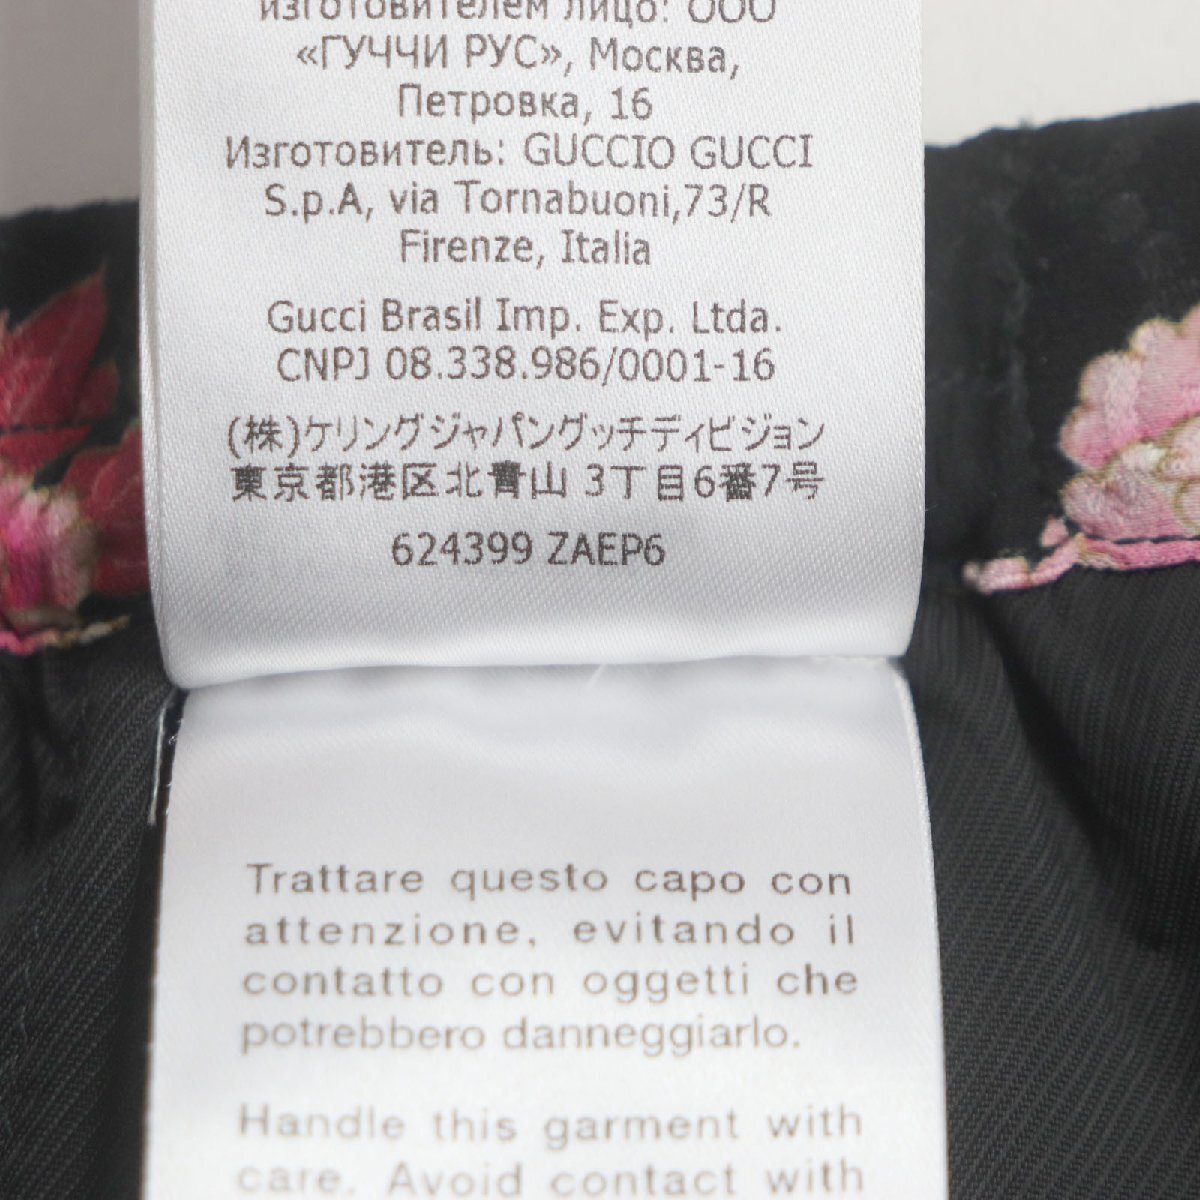 изготовителем лицо: ООО
«ГУЧЧИ РУС», Москва,
Петровка, 16
Изготовитель: GUCCIO GUCCI
S.p.A, via Tornabuoni,73/R
Firenze, Italia
Gucci Brasil Imp. Exp. Ltda.
CNPJ 08.338.986/0001-16
(株)ケリングジャパングッチディビジョン
東京都港区北青山 3丁目6番7号
624399 ZAEP6
Trattare questo capo con
attenzione, evitando il
contatto con oggetti che
potrebbero danneggiarlo.
Handle this garment with
care. Avoid contact with